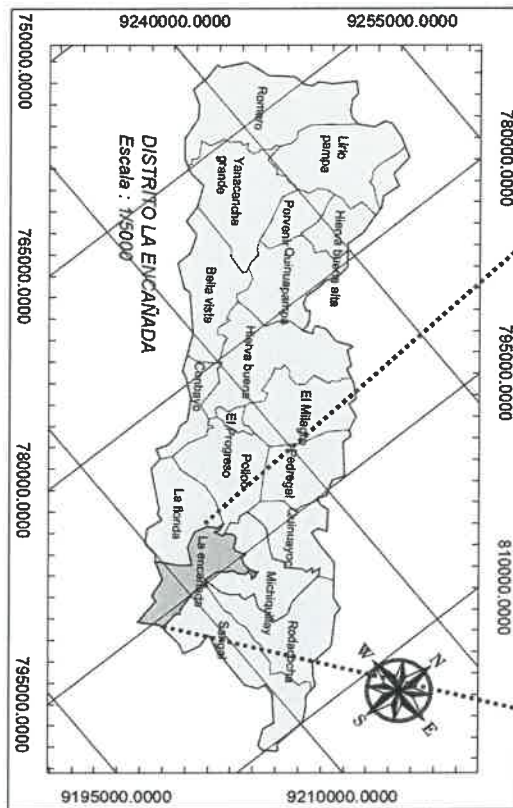 9240000.0000
9255000.0000
750000.0000
765000.0000
780000.0000
795000.0000
780000.0000
795000.0000
810000.0000
9195000.0000
9210000.0000
DISTRITO LA ENCAÑADA
Escala : 1/5000
Romero
Lirio
pampa
Yanacancha
grande
Porvenir
Hierva buena alta
Quinuapampa
Bella vista
Hierva buena
Combayo
El Milagro
El Progreso
Polloc
Pedregal
Quinuayoc
La florida
La encañada
Michiquillay
Rodacocha
Sangal
N
E
S
W